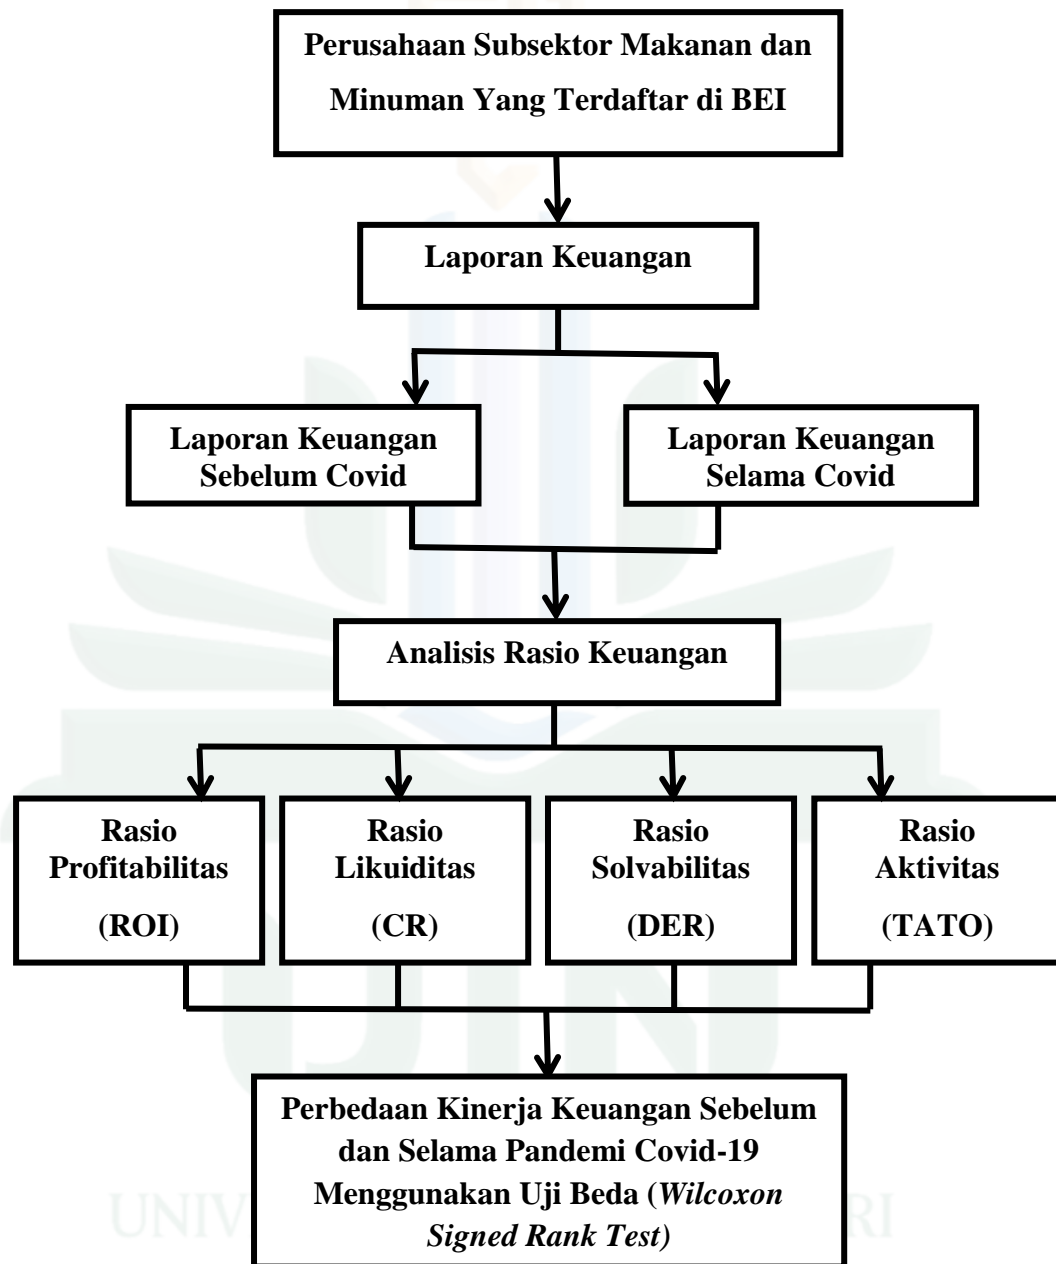 Perusahaan Subsektor Makanan dan
Minuman Yang Terdaftar di BEI
Laporan Keuangan
Laporan Keuangan
Sebelum Covid
Laporan Keuangan
Selama Covid
Analisis Rasio Keuangan
Rasio
Profitabilitas
(ROI)
Rasio
Likuiditas
(CR)
Rasio
Solvabilitas
(DER)
Rasio
Aktivitas
(TATO)
Perbedaan Kinerja Keuangan Sebelum
dan Selama Pandemi Covid-19
Menggunakan Uji Beda (Wilcoxon
Signed Rank Test)
UIN